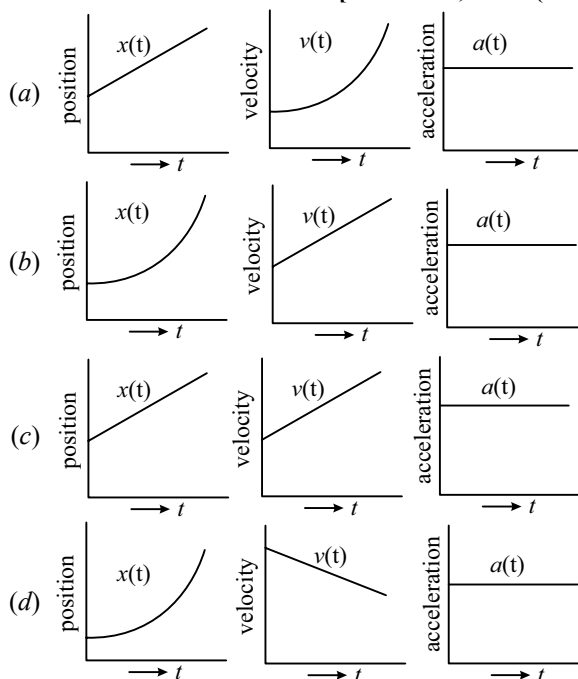 (a) position x(t) t velocity v(t) t acceleration a(t) t
(b) position x(t) t velocity v(t) t acceleration a(t) t
(c) position x(t) t velocity v(t) t acceleration a(t) t
(d) position x(t) t velocity v(t) t acceleration a(t) t